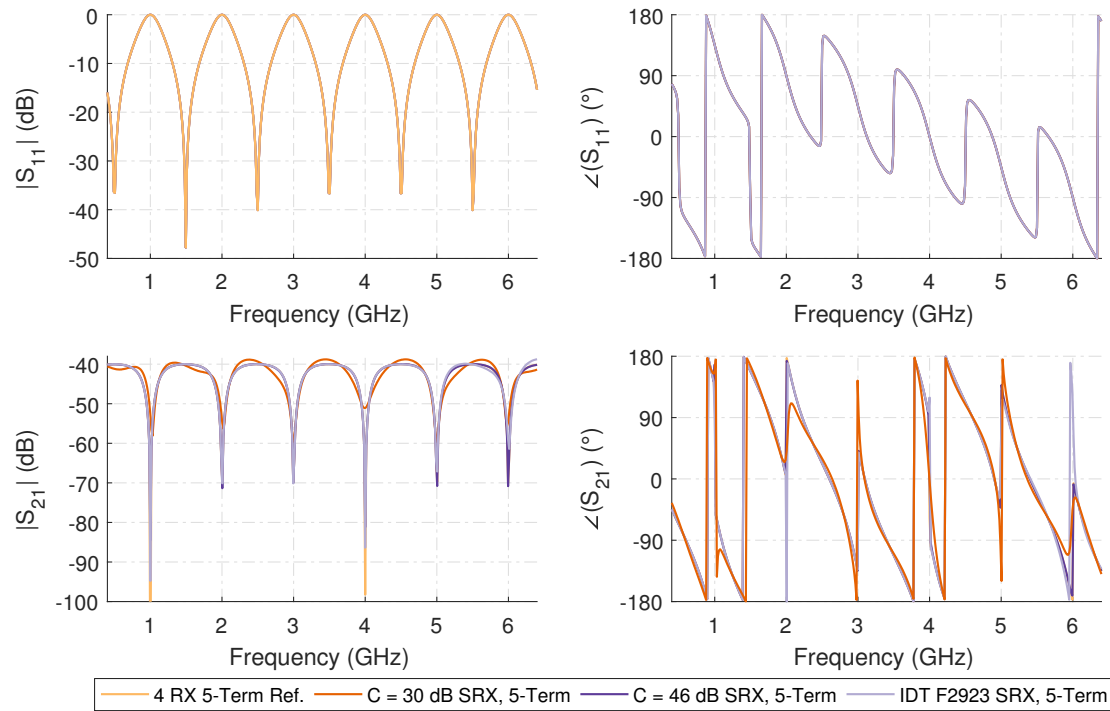 0
-10
-20
-30
-40
-50
|S11| (dB)
1 2 3 4 5 6
Frequency (GHz)
180
90
0
-90
-180
∠(S11) (°)
1 2 3 4 5 6
Frequency (GHz)
-40
-50
-60
-70
-80
-90
-100
|S21| (dB)
1 2 3 4 5 6
Frequency (GHz)
180
90
0
-90
-180
∠(S21) (°)
1 2 3 4 5 6
Frequency (GHz)
4 RX 5-Term Ref. C = 30 dB SRX, 5-Term C = 46 dB SRX, 5-Term IDT F2923 SRX, 5-Term